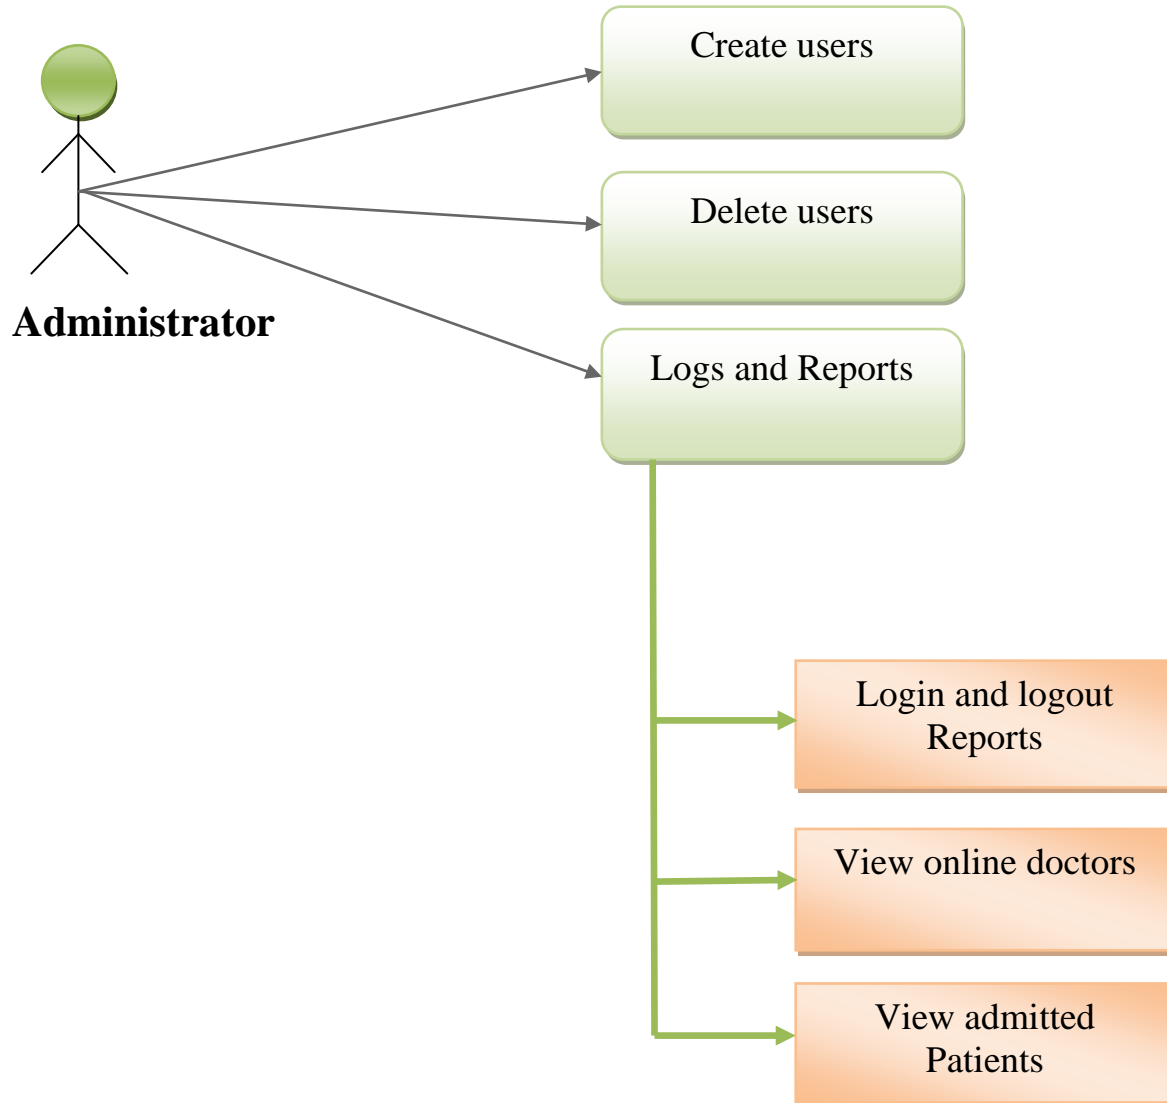 Create users
Delete users
Administrator
Logs and Reports
Login and logout
Reports
View online doctors
View admitted
Patients